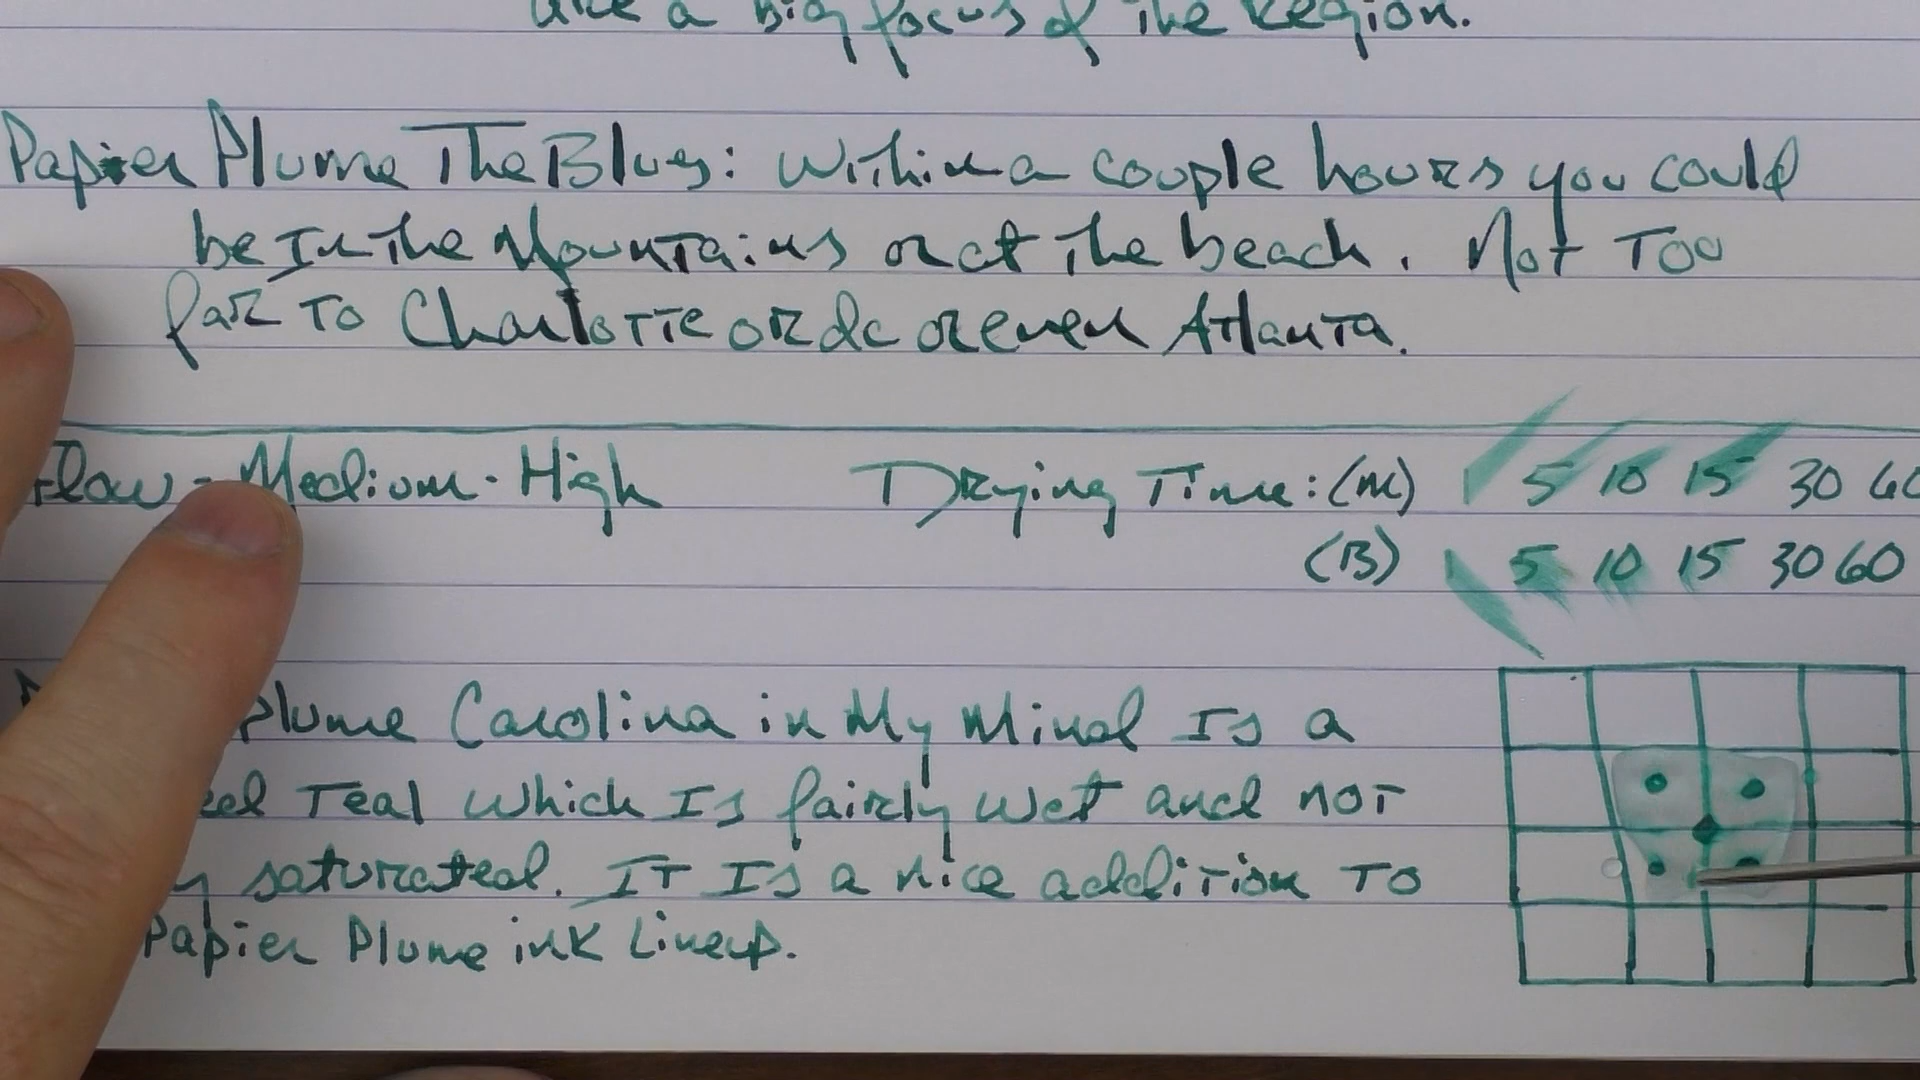 a big focus of the Region.
Papier Plume The Blues: Within a couple hours you could
be In the Mountains or at the beach. Not Too
far To Charlotte or dc or even Atlanta.
Flow - Medium - High Drying Time: (M) 1 5 10 15 30 60
(B) 1 5 10 15 30 60
Plume Carolina in My Mind Is a
Teal which Is fairly wet and not
saturated. IT Is a nice addition To
Papier Plume ink Lineup.